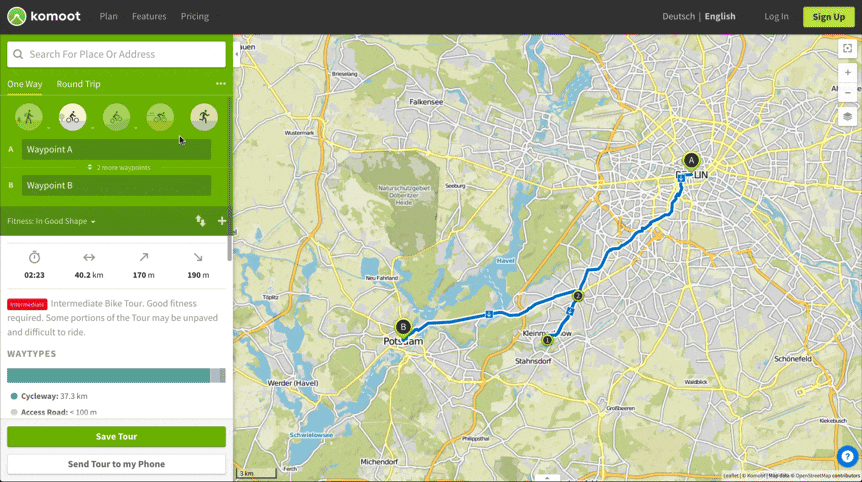 komoot
Plan
Features
Pricing
Deutsch | English
Log In
Sign Up
Search For Place Or Address
One Way
Round Trip
A
Waypoint A
2 more waypoints
B
Waypoint B
Fitness: In Good Shape
02:23
40.2 km
170 m
190 m
Intermediate Intermediate Bike Tour. Good fitness
required. Some portions of the Tour may be unpaved
and difficult to ride.
WAYTYPES
Cycleway: 37.3 km
Access Road: < 100 m
Save Tour
Send Tour to my Phone
auen
Brieselang
Falkensee
Wustermark
Naturschutzgebiet
Döberitzer
Heide
Seeburg
A
Havel
Neu Fahrland
Töplitz
2
B
Potsdam
1
Stahnsdorf
Schönefeld
Werder (Havel)
Waidblick
Großbeeren
Kiekebusch
Schwielowsee
Philippsthal
Michendorf
Ferch
3 km
Leaflet | © Komoot | Map data © OpenStreetMap contributors